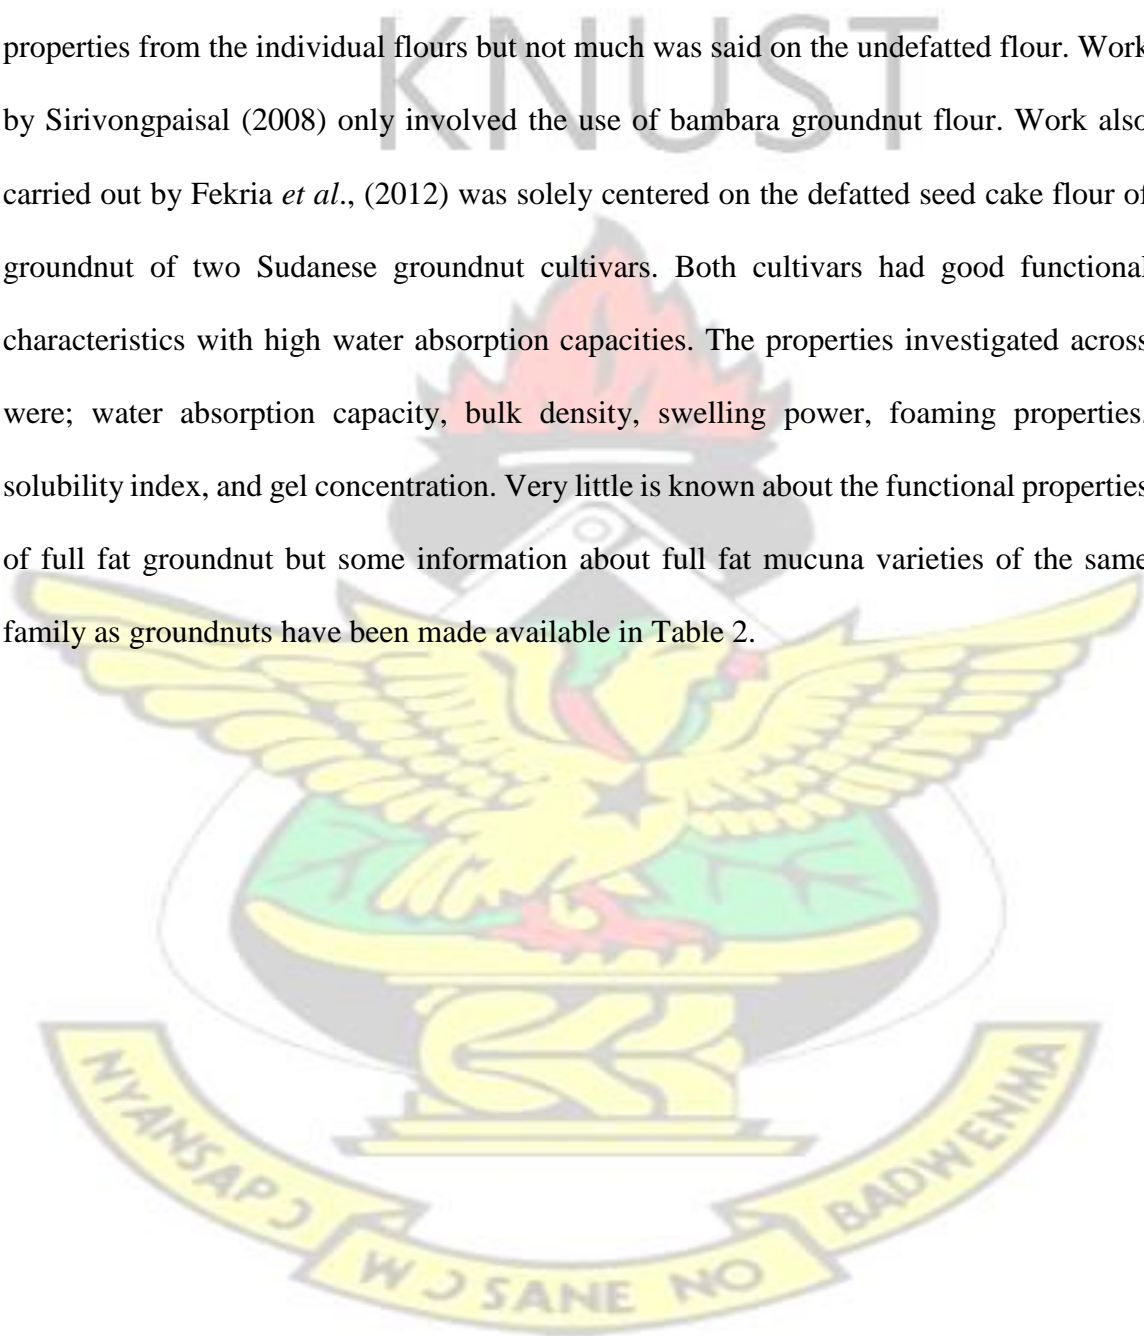 KNUST
properties from the individual flours but not much was said on the undefatted flour. Work
by Sirivongpaisal (2008) only involved the use of bambara groundnut flour. Work also
carried out by Fekria et al., (2012) was solely centered on the defatted seed cake flour of
groundnut of two Sudanese groundnut cultivars. Both cultivars had good functional
characteristics with high water absorption capacities. The properties investigated across
were; water absorption capacity, bulk density, swelling power, foaming properties,
solubility index, and gel concentration. Very little is known about the functional properties
of full fat groundnut but some information about full fat mucuna varieties of the same
family as groundnuts have been made available in Table 2.
NYANSAPƆ
WƆ SANE NO
BADWENMA